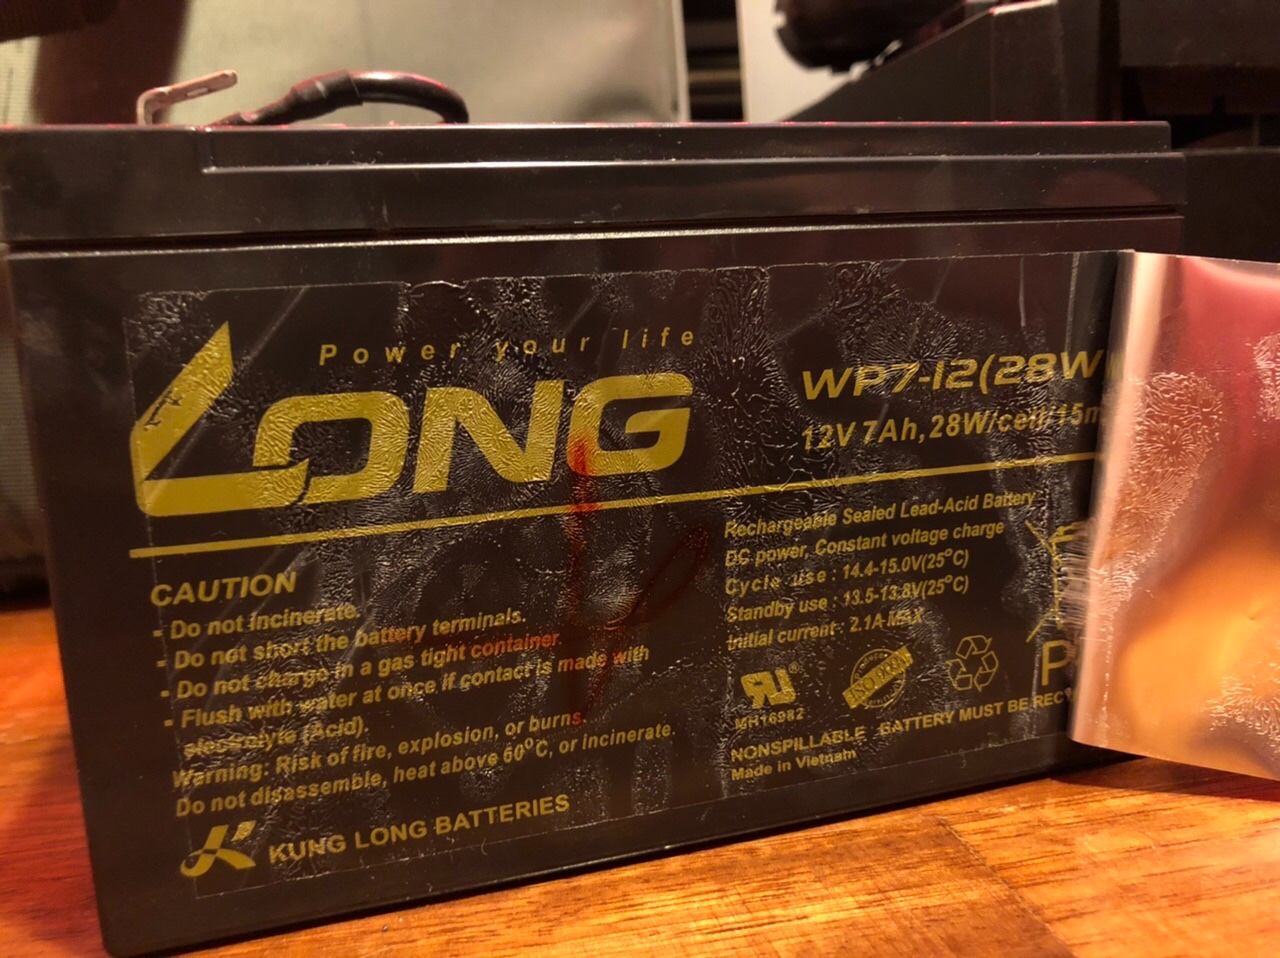 Power your life
LONG
WP7-12(28W
12V 7Ah, 28W/cell/15m
Rechargeable Sealed Lead-Acid Battery
DC power, Constant voltage charge
Cycle use : 14.4-15.0V(25°C)
Standby use : 13.5-13.8V(25°C)
Initial current : 2.1A MAX
CAUTION
- Do not incinerate.
- Do not short the battery terminals.
- Do not charge in a gas tight container.
- Flush with water at once if contact is made with
electrolyte (Acid).
Warning: Risk of fire, explosion, or burns.
Do not disassemble, heat above 60°C, or incinerate.
KUNG LONG BATTERIES
MH16982
P
NONSPILLABLE BATTERY MUST BE RECY
Made in Vietnam